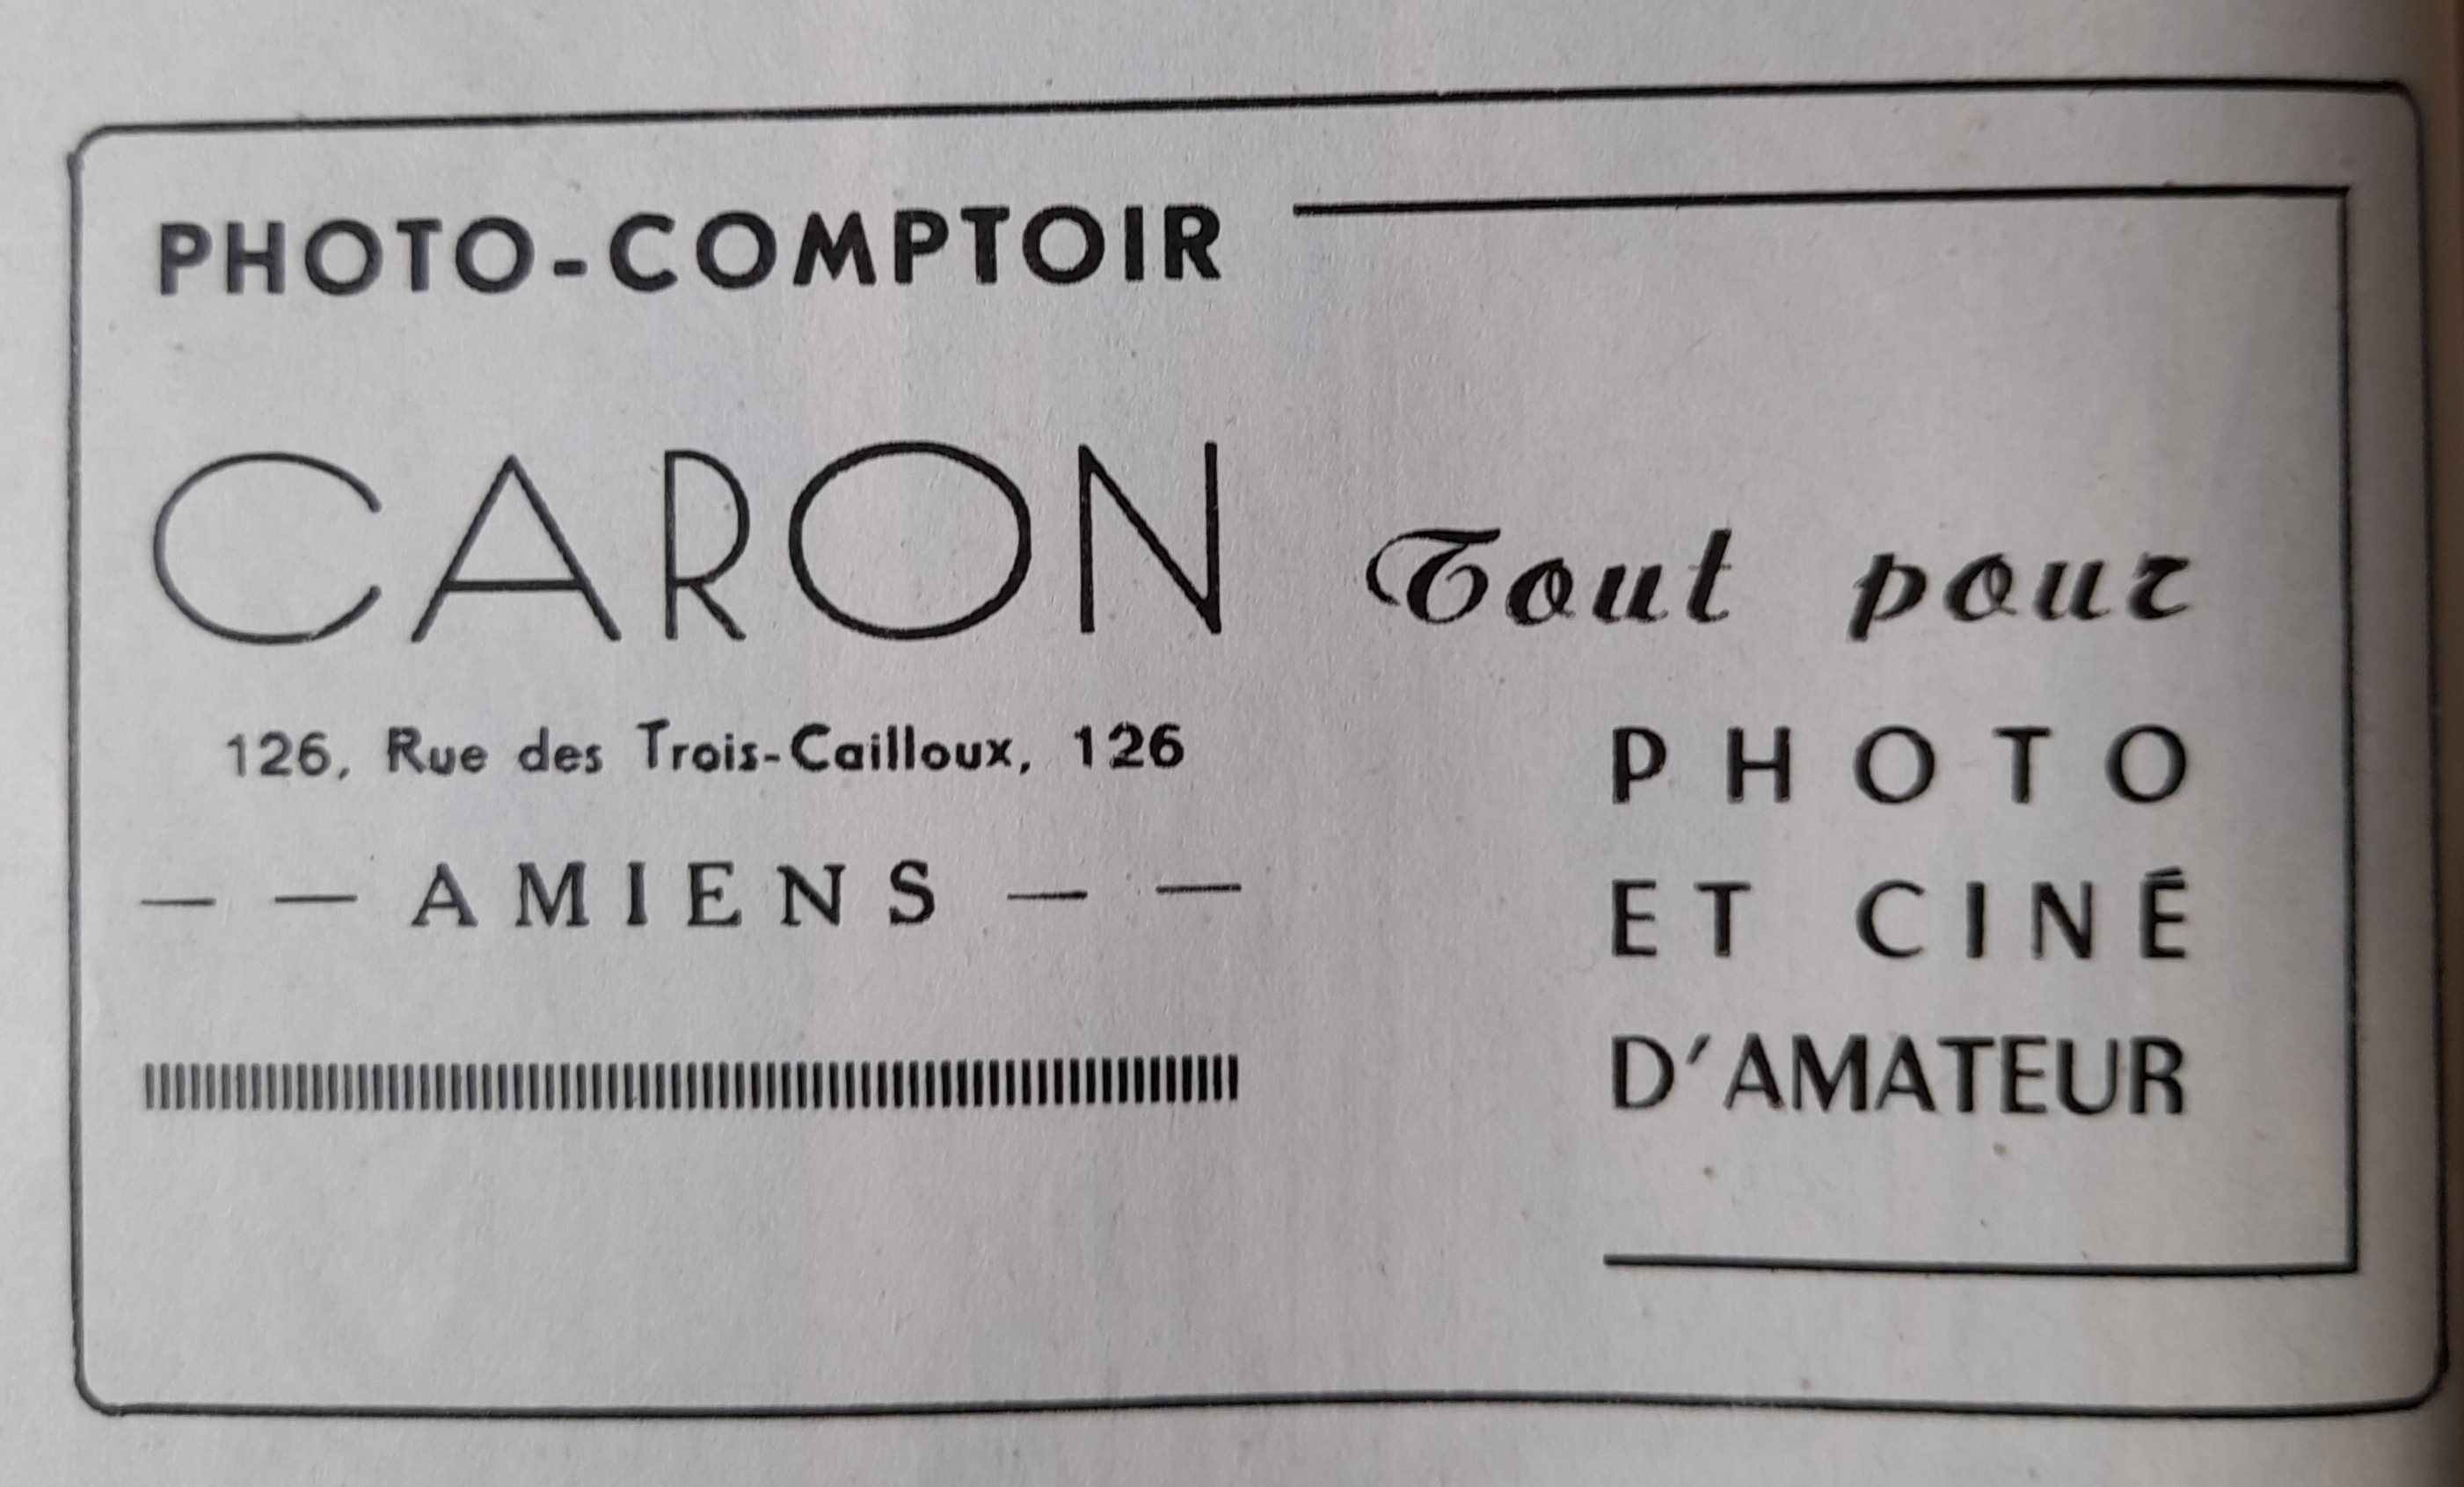 PHOTO-COMPTOIR
CARON
126, Rue des Trois-Cailloux, 126
— — AMIENS — —
Tout pour
PHOTO
ET CINÉ
D'AMATEUR